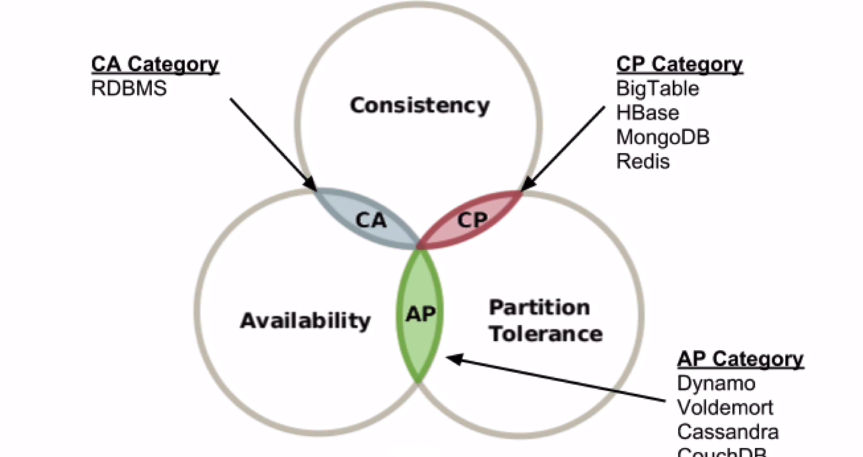 CA Category
RDBMS
CP Category
BigTable
HBase
MongoDB
Redis
Consistency
CA
CP
Availability
AP
Partition
Tolerance
AP Category
Dynamo
Voldemort
Cassandra
CouchDB